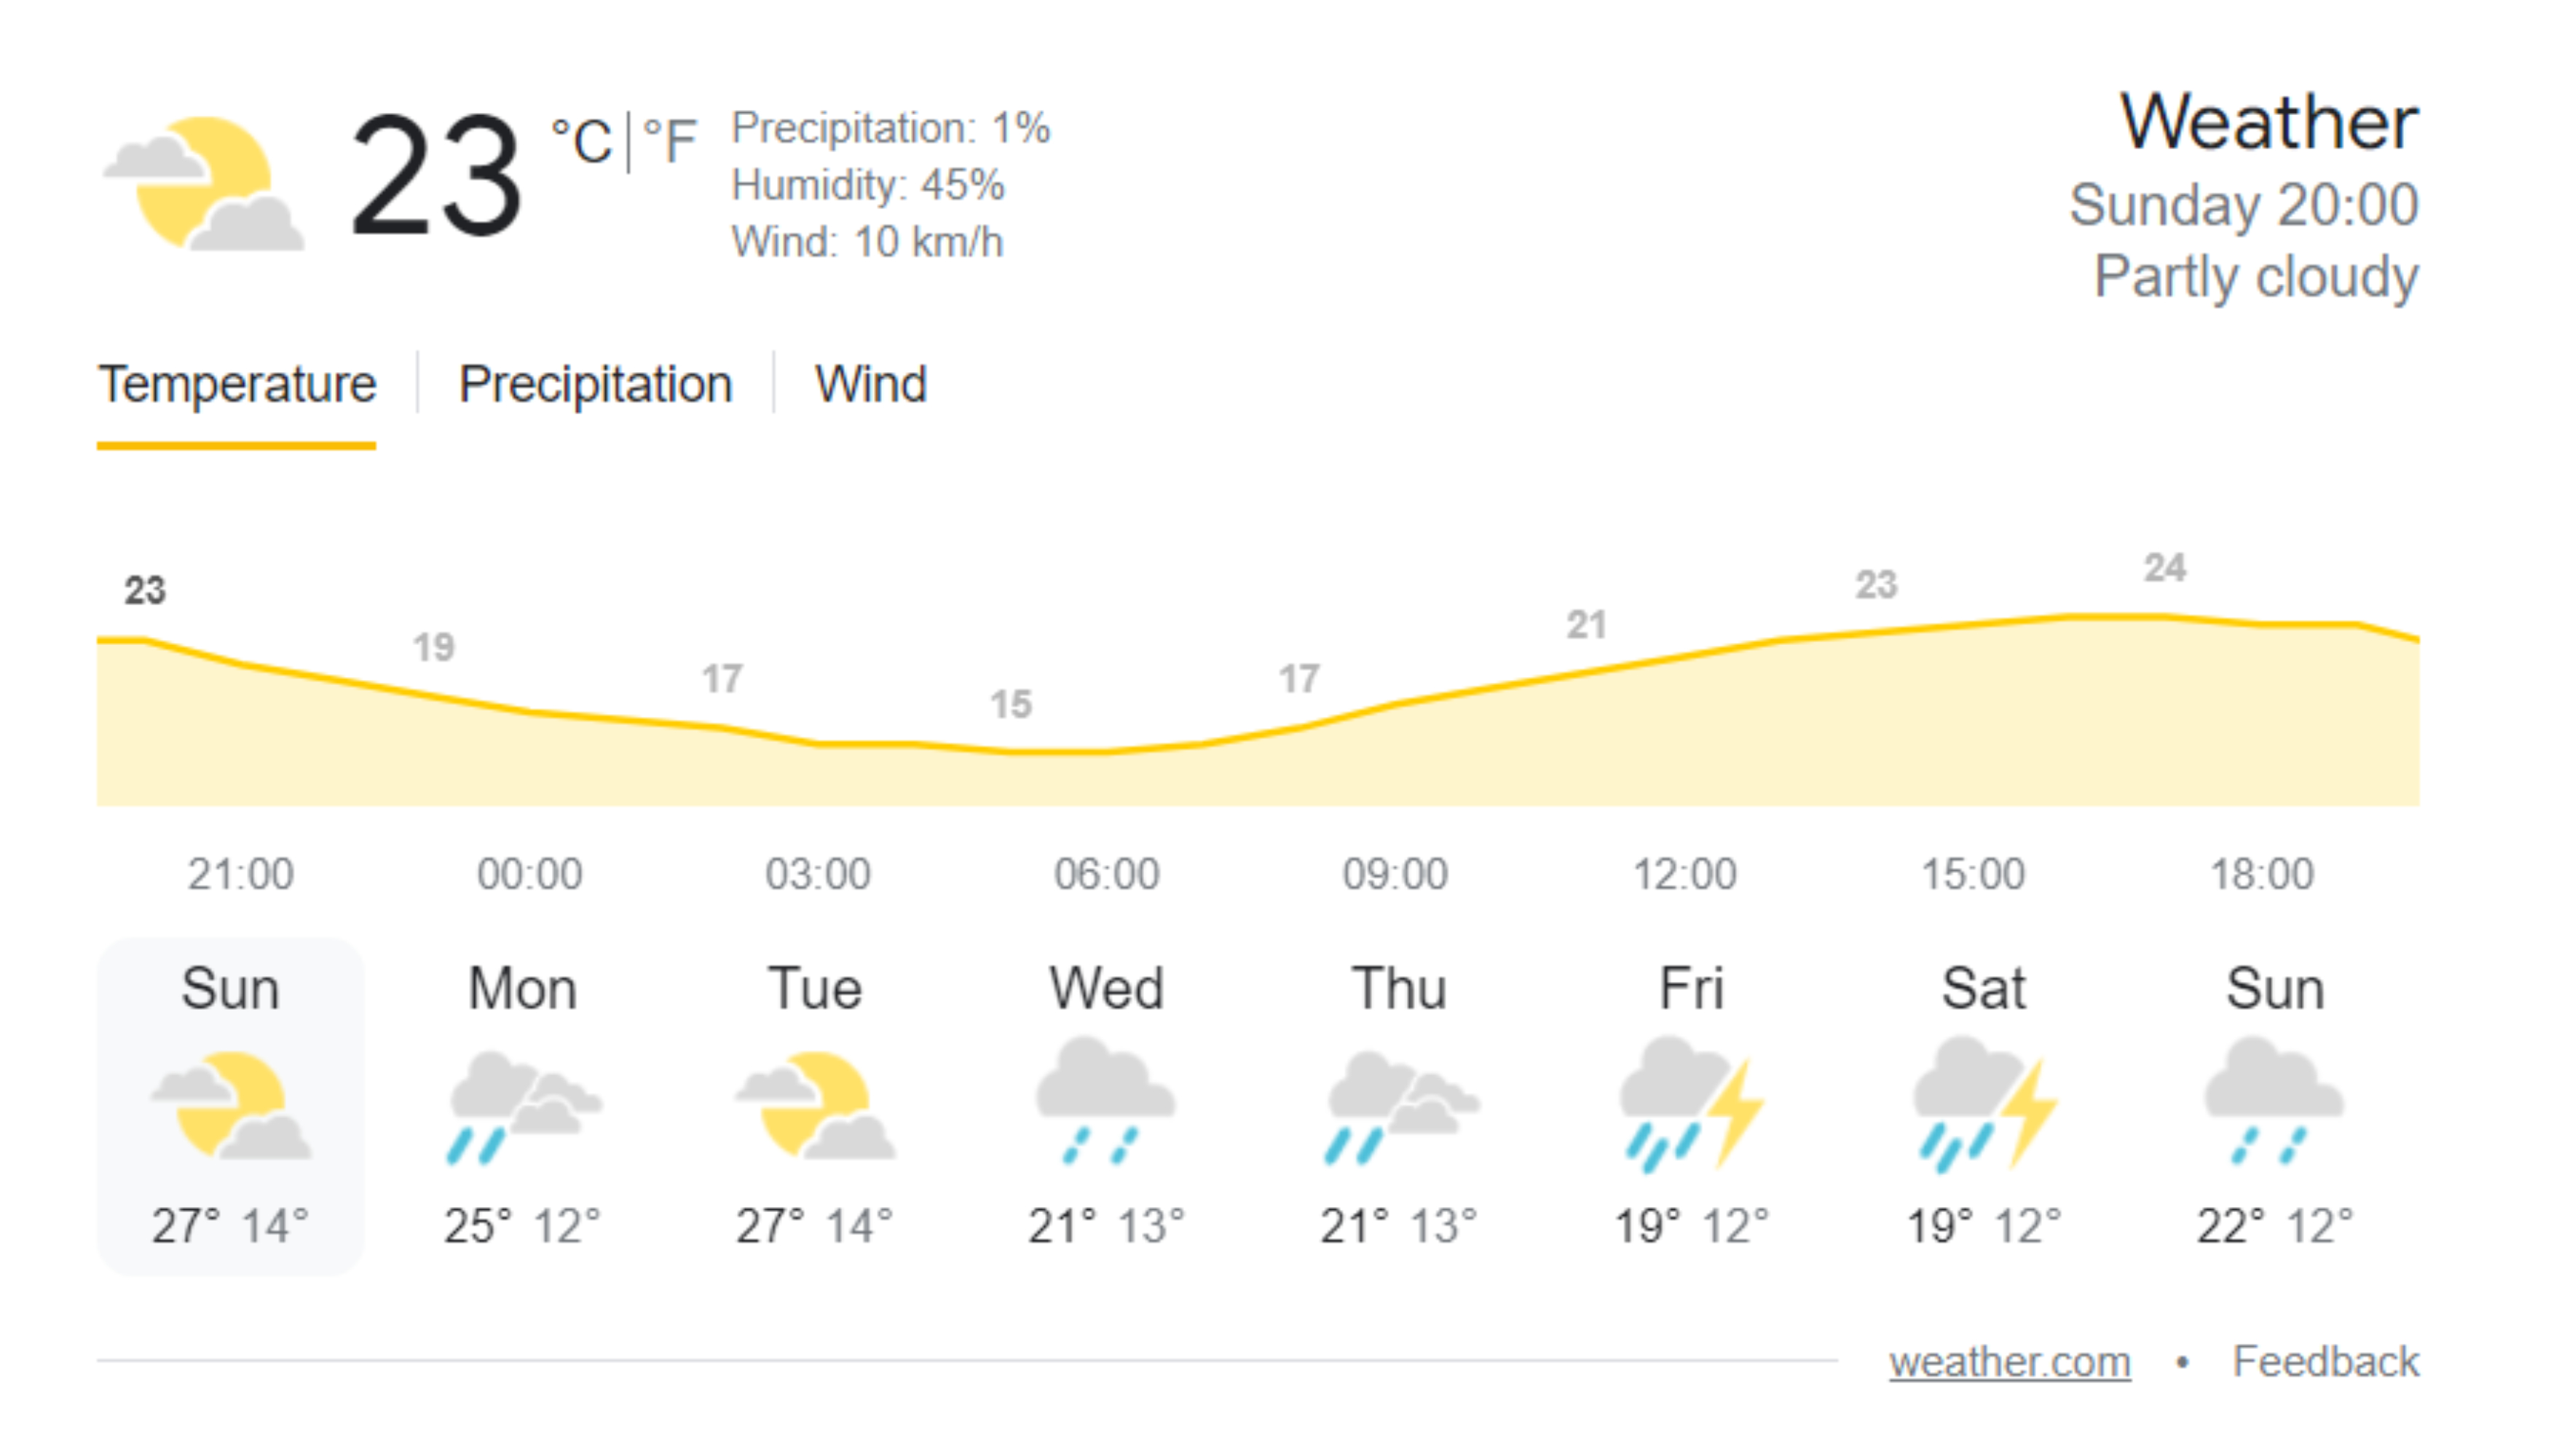 23 °C | °F
Precipitation: 1%
Humidity: 45%
Wind: 10 km/h
Weather
Sunday 20:00
Partly cloudy
Temperature | Precipitation | Wind
23 19 17 15 17 21 23 24
21:00 00:00 03:00 06:00 09:00 12:00 15:00 18:00
Sun Mon Tue Wed Thu Fri Sat Sun
27° 14° 25° 12° 27° 14° 21° 13° 21° 13° 19° 12° 19° 12° 22° 12°
weather.com • Feedback